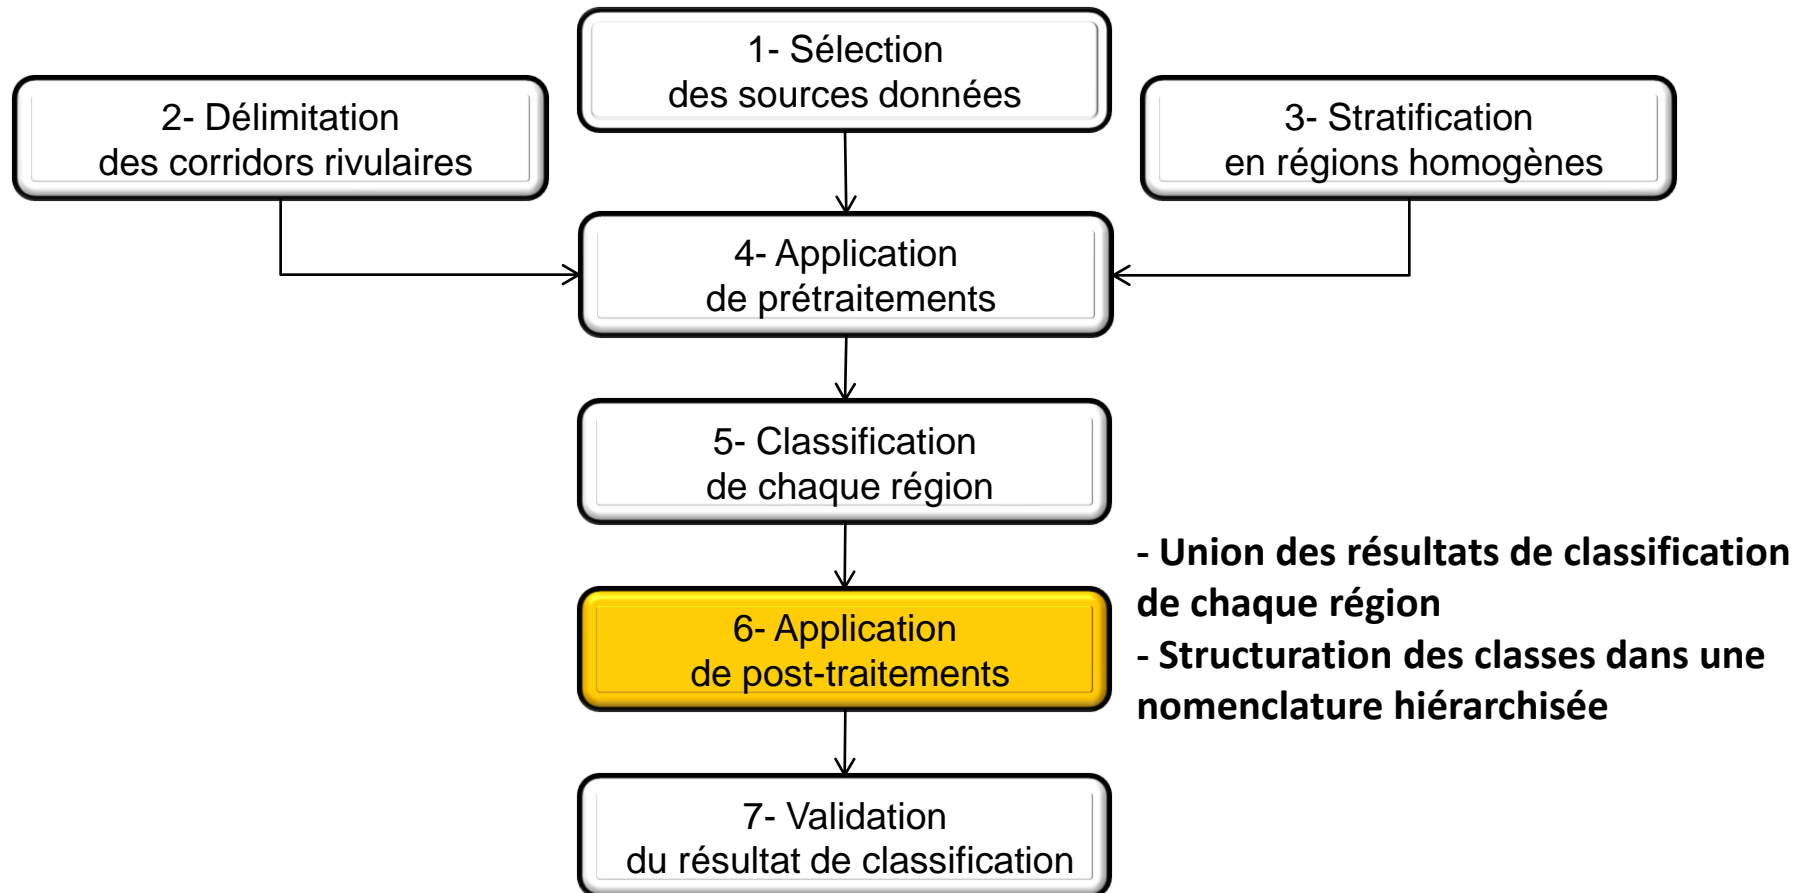 1- Sélection
des sources données
2- Délimitation
des corridors rivulaires
3- Stratification
en régions homogènes
4- Application
de prétraitements
5- Classification
de chaque région
6- Application
de post-traitements
- Union des résultats de classification
de chaque région
- Structuration des classes dans une
nomenclature hiérarchisée
7- Validation
du résultat de classification